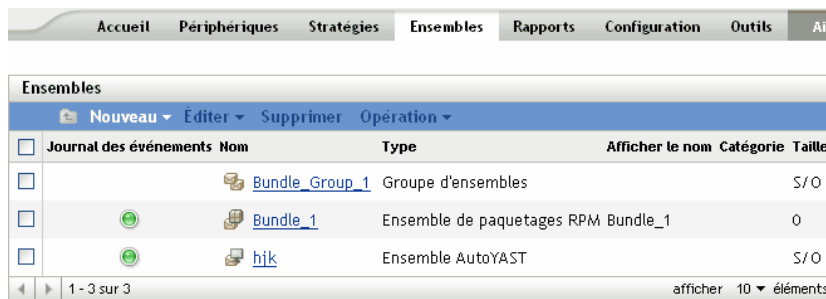 Accueil Périphériques Stratégies Ensembles Rapports Configuration Outils
Ensembles
Nouveau Éditer Supprimer Opération
Journal des événements Nom Type Afficher le nom Catégorie Taille
Bundle_Group_1 Groupe d'ensembles S/O
Bundle_1 Ensemble de paquetages RPM Bundle_1 0
hjk Ensemble AutoYAST S/O
1 - 3 sur 3 afficher 10 éléments